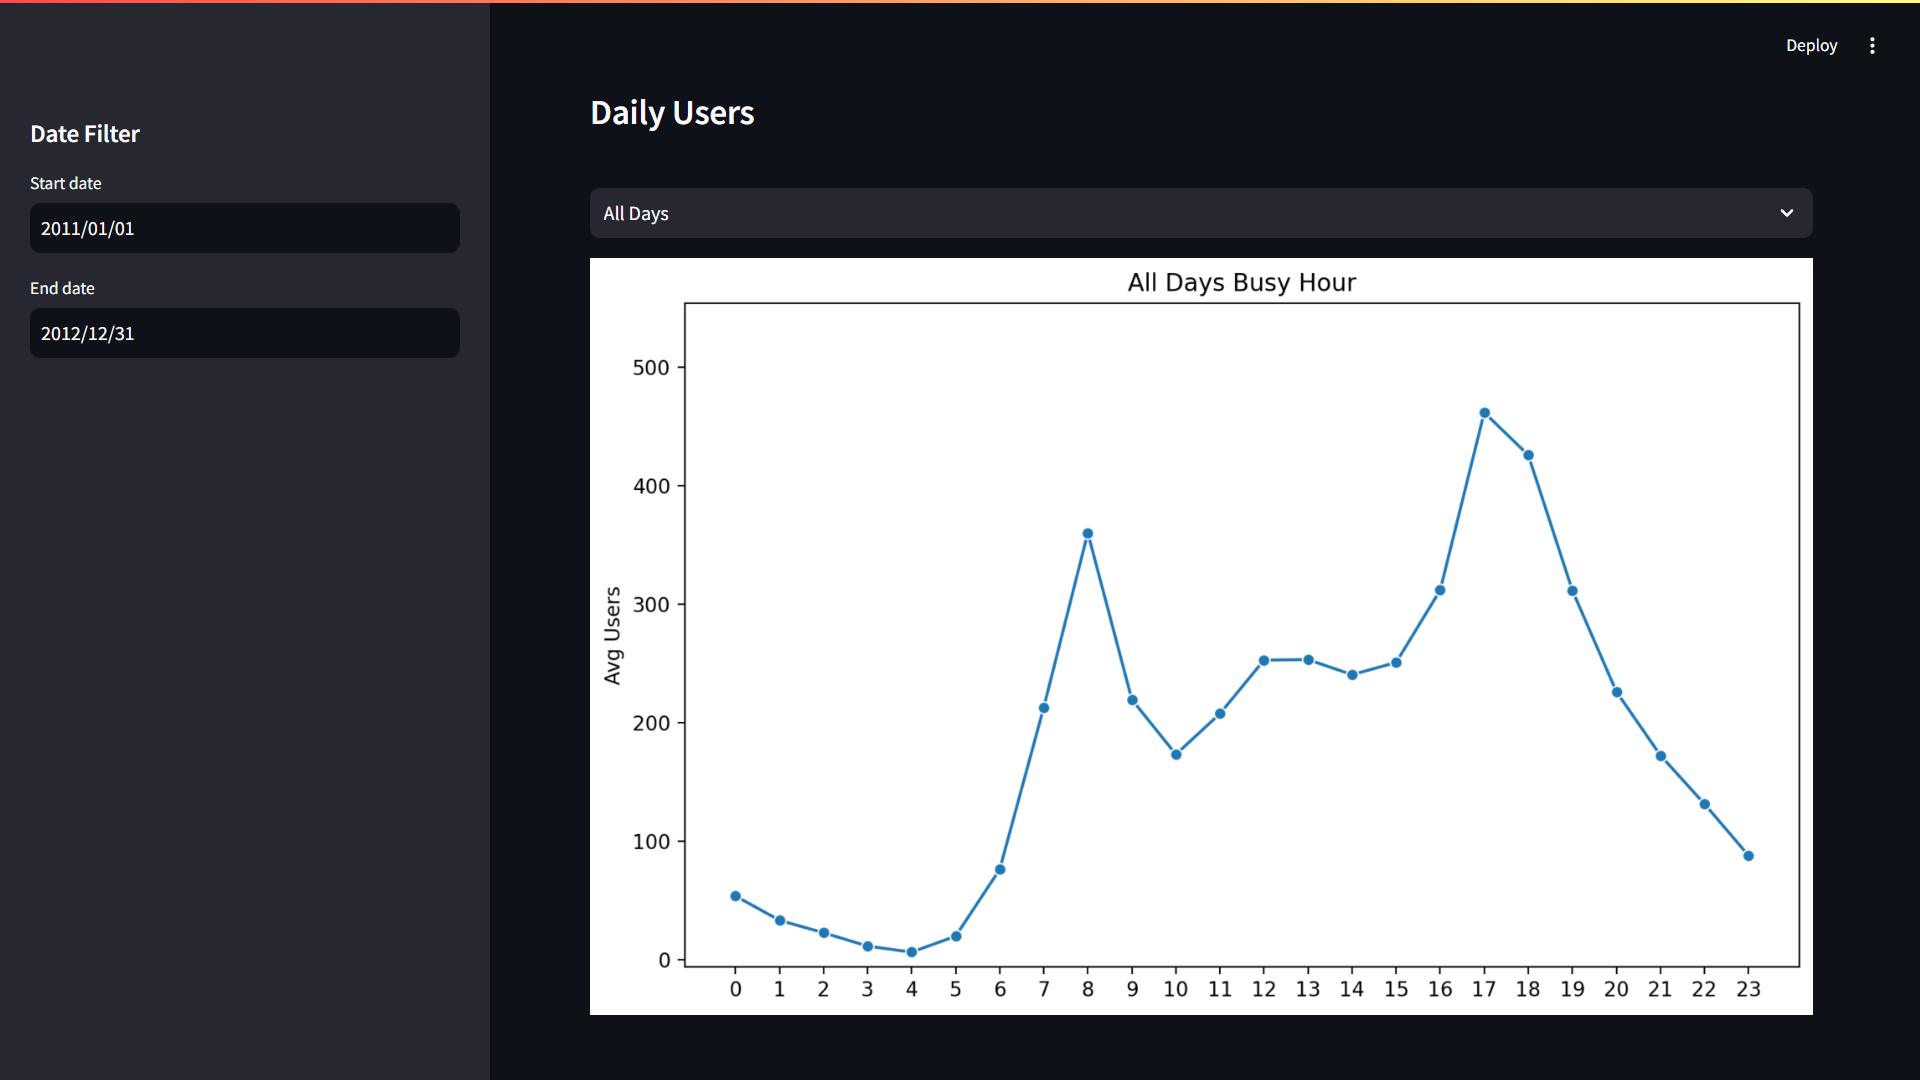 Deploy
Date Filter
Start date
2011/01/01
End date
2012/12/31
Daily Users
All Days
All Days Busy Hour
Avg Users
500
400
300
200
100
0
0 1 2 3 4 5 6 7 8 9 10 11 12 13 14 15 16 17 18 19 20 21 22 23